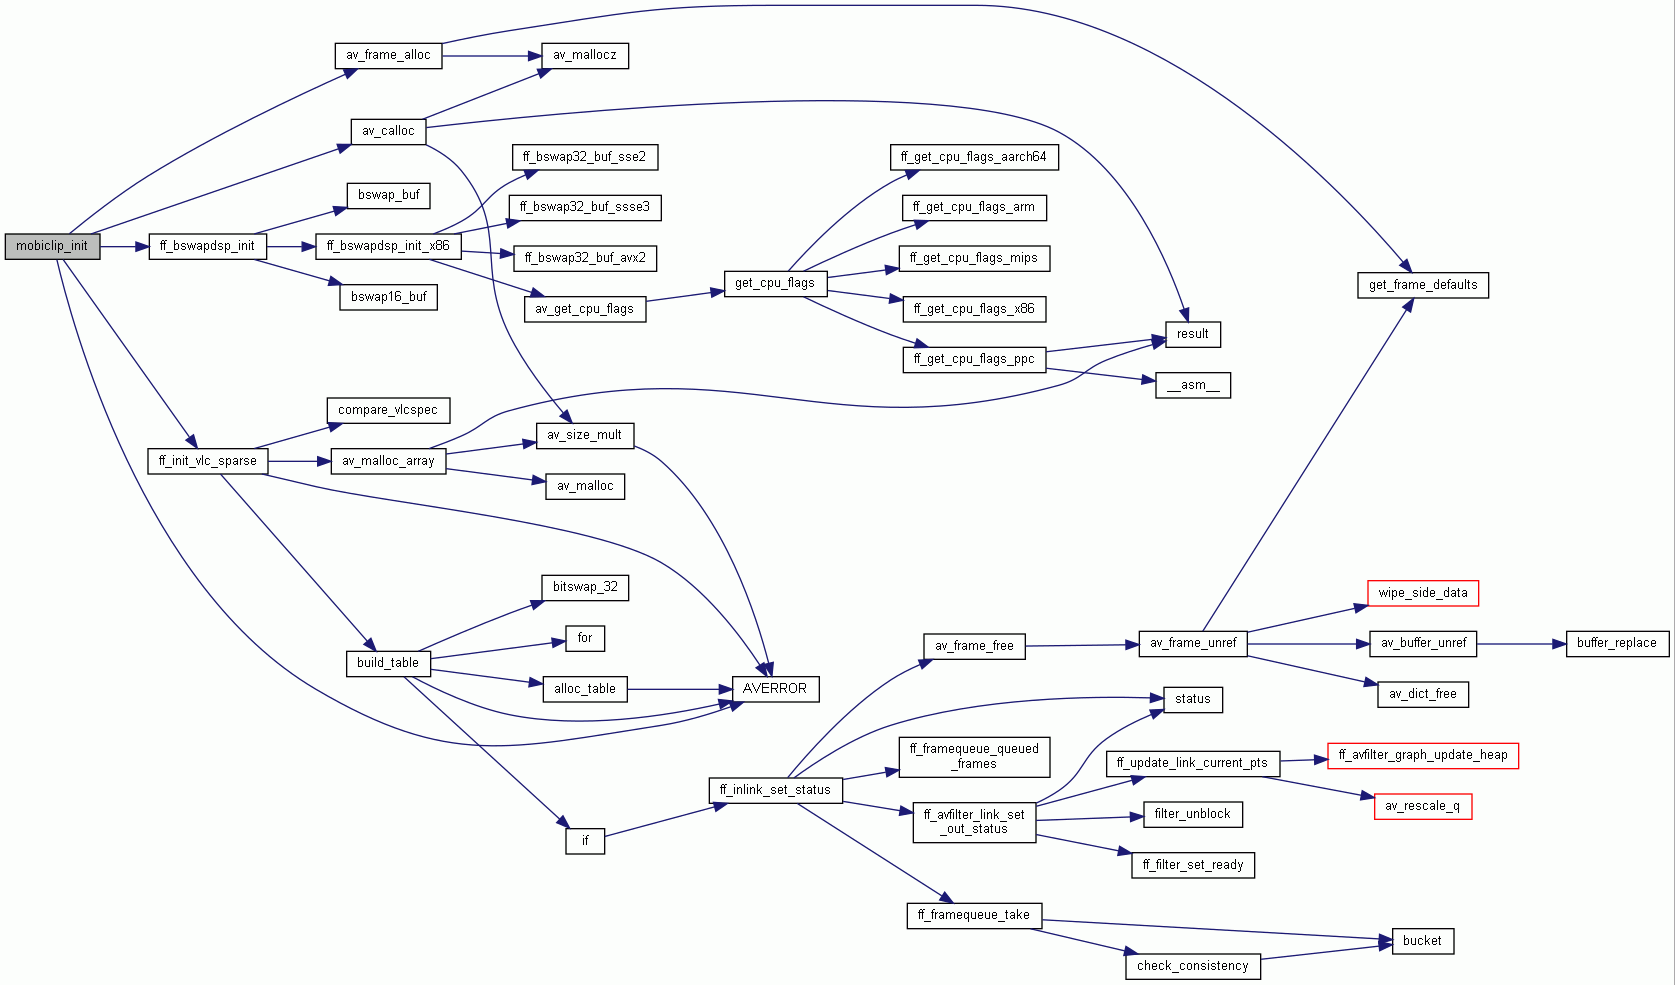 mobiclip_init
av_frame_alloc
av_mallocz
av_calloc
ff_bswap32_buf_sse2
ff_get_cpu_flags_aarch64
bswap_buf
ff_bswap32_buf_ssse3
ff_get_cpu_flags_arm
ff_bswapdsp_init
ff_bswapdsp_init_x86
ff_bswap32_buf_avx2
ff_get_cpu_flags_mips
bswap16_buf
av_get_cpu_flags
get_cpu_flags
ff_get_cpu_flags_x86
get_frame_defaults
result
ff_get_cpu_flags_ppc
__asm__
compare_vlcspec
av_size_mult
ff_init_vlc_sparse
av_malloc_array
av_malloc
bitswap_32
for
build_table
alloc_table
AVERROR
if
wipe_side_data
av_frame_free
av_frame_unref
av_buffer_unref
buffer_replace
av_dict_free
status
ff_framequeue_queued
_frames
ff_update_link_current_pts
ff_avfilter_graph_update_heap
ff_inlink_set_status
av_rescale_q
ff_avfilter_link_set
_out_status
filter_unblock
ff_filter_set_ready
ff_framequeue_take
bucket
check_consistency